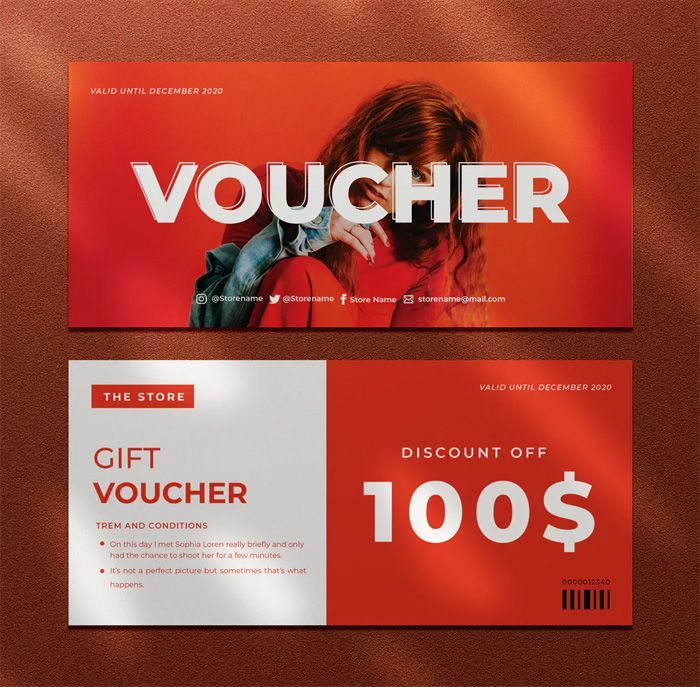 VALID UNTIL DECEMBER 2020
VOUCHER
@Storename @Storename Store Name storename@mail.com
THE STORE
GIFT
VOUCHER
TREM AND CONDITIONS
On this day I met Sophia Loren really briefly and only
had the chance to shoot her for a few minutes.
It's not a perfect picture but sometimes that's what
happens.
VALID UNTIL DECEMBER 2020
DISCOUNT OFF
100$
0000012340